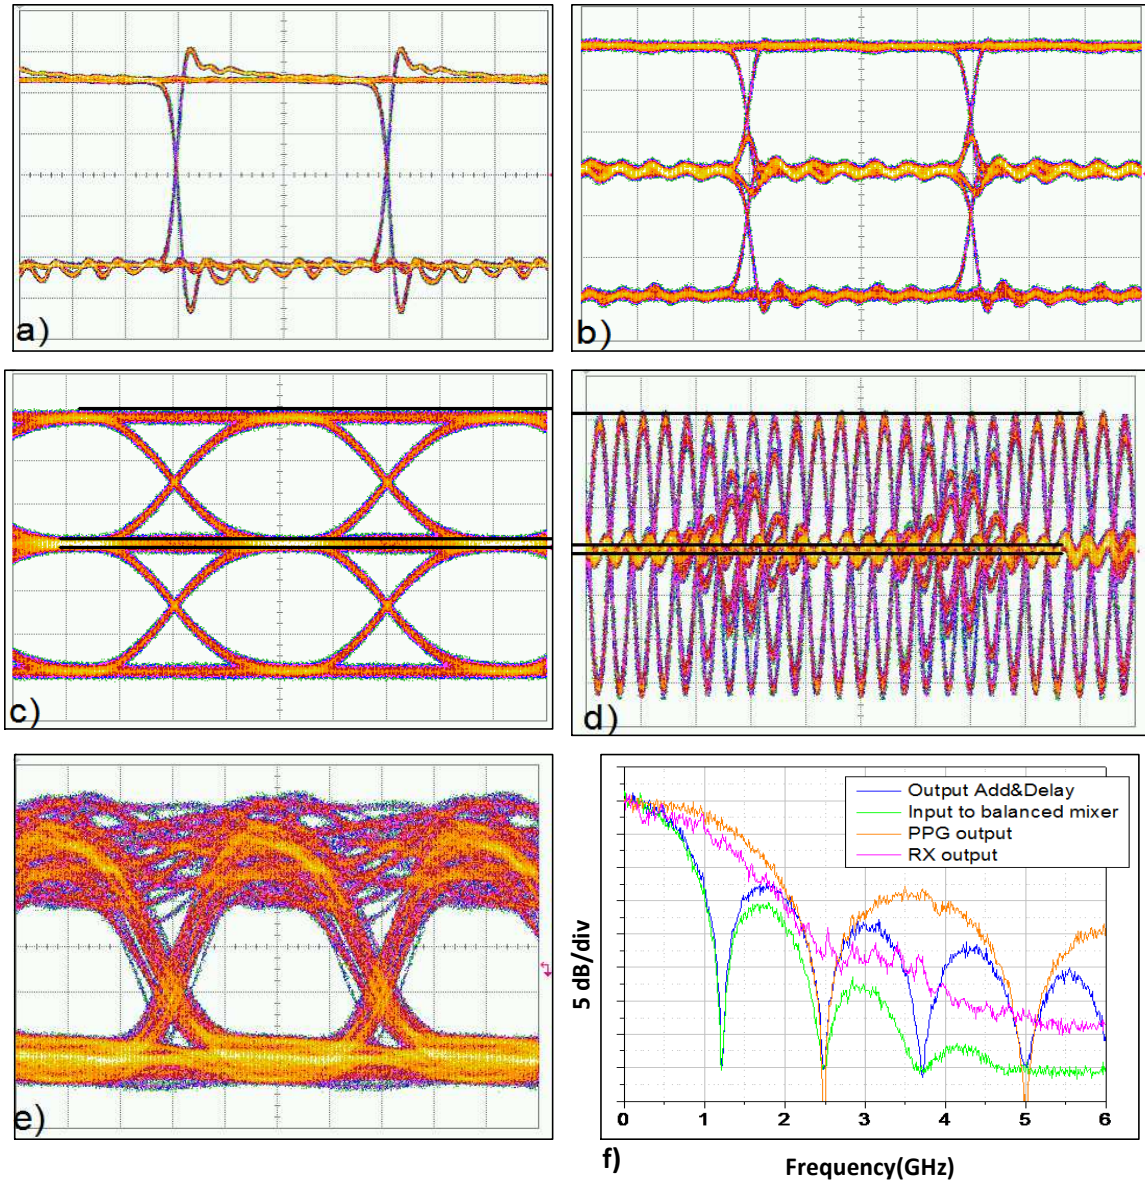 a)
b)
c)
d)
e)
Output Add&Delay
Input to balanced mixer
PPG output
RX output
5 dB/div
0 1 2 3 4 5 6
f)
Frequency(GHz)